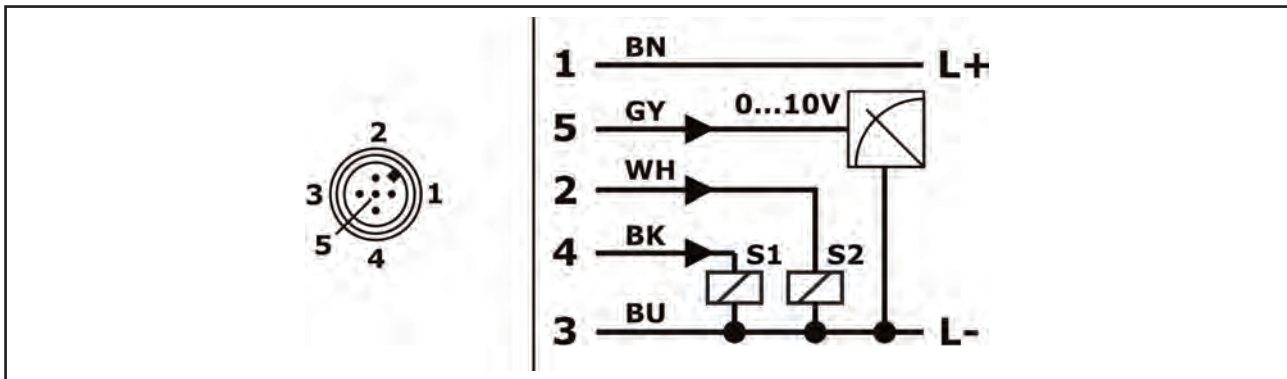 2
3 1
5
4
1 BN L+
5 GY 0...10V
2 WH
4 BK S1 S2
3 BU L-